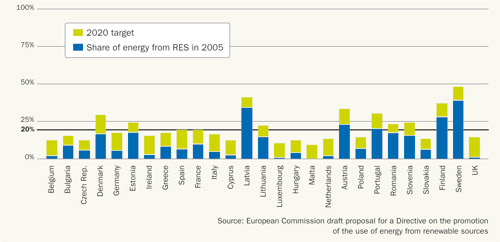 100%
2020 target
Share of energy from RES in 2005
75%
50%
25%
20%
0%
Belgium
Bulgaria
Czech Rep.
Denmark
Germany
Estonia
Ireland
Greece
Spain
France
Italy
Cyprus
Latvia
Lithuania
Luxembourg
Hungary
Malta
Netherlands
Austria
Poland
Portugal
Romania
Slovenia
Slovakia
Finland
Sweden
UK
Source: European Commission draft proposal for a Directive on the promotion
of the use of energy from renewable sources